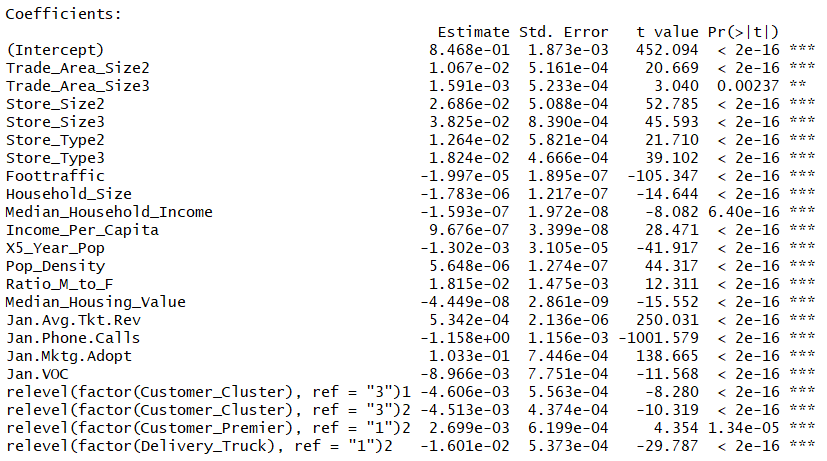 Coefficients:
Estimate Std. Error t value Pr(>|t|)
(Intercept) 8.468e-01 1.873e-03 452.094 < 2e-16 ***
Trade_Area_Size2 1.067e-02 5.161e-04 20.669 < 2e-16 ***
Trade_Area_Size3 1.591e-03 5.233e-04 3.040 0.00237 **
Store_Size2 2.686e-02 5.088e-04 52.785 < 2e-16 ***
Store_Size3 3.825e-02 8.390e-04 45.593 < 2e-16 ***
Store_Type2 1.264e-02 5.821e-04 21.710 < 2e-16 ***
Store_Type3 1.824e-02 4.666e-04 39.102 < 2e-16 ***
Foottraffic -1.997e-05 1.895e-07 -105.347 < 2e-16 ***
Household_Size -1.783e-06 1.217e-07 -14.644 < 2e-16 ***
Median_Household_Income -1.593e-07 1.972e-08 -8.082 6.40e-16 ***
Income_Per_Capita 9.676e-07 3.399e-08 28.471 < 2e-16 ***
X5_Year_Pop -1.302e-03 3.105e-05 -41.917 < 2e-16 ***
Pop_Density 5.648e-06 1.274e-07 44.317 < 2e-16 ***
Ratio_M_to_F 1.815e-02 1.475e-03 12.311 < 2e-16 ***
Median_Housing_Value -4.449e-08 2.861e-09 -15.552 < 2e-16 ***
Jan.Avg.Tkt.Rev 5.342e-04 2.136e-06 250.031 < 2e-16 ***
Jan.Phone.Calls -1.158e+00 1.156e-03 -1001.579 < 2e-16 ***
Jan.Mktg.Adopt 1.033e-01 7.446e-04 138.665 < 2e-16 ***
Jan.VOC -8.966e-03 7.751e-04 -11.568 < 2e-16 ***
relevel(factor(Customer_Cluster), ref = "3")1 -4.606e-03 5.563e-04 -8.280 < 2e-16 ***
relevel(factor(Customer_Cluster), ref = "3")2 -4.513e-03 4.374e-04 -10.319 < 2e-16 ***
relevel(factor(Customer_Premier), ref = "1")2 2.699e-03 6.199e-04 4.354 1.34e-05 ***
relevel(factor(Delivery_Truck), ref = "1")2 -1.601e-02 5.373e-04 -29.787 < 2e-16 ***